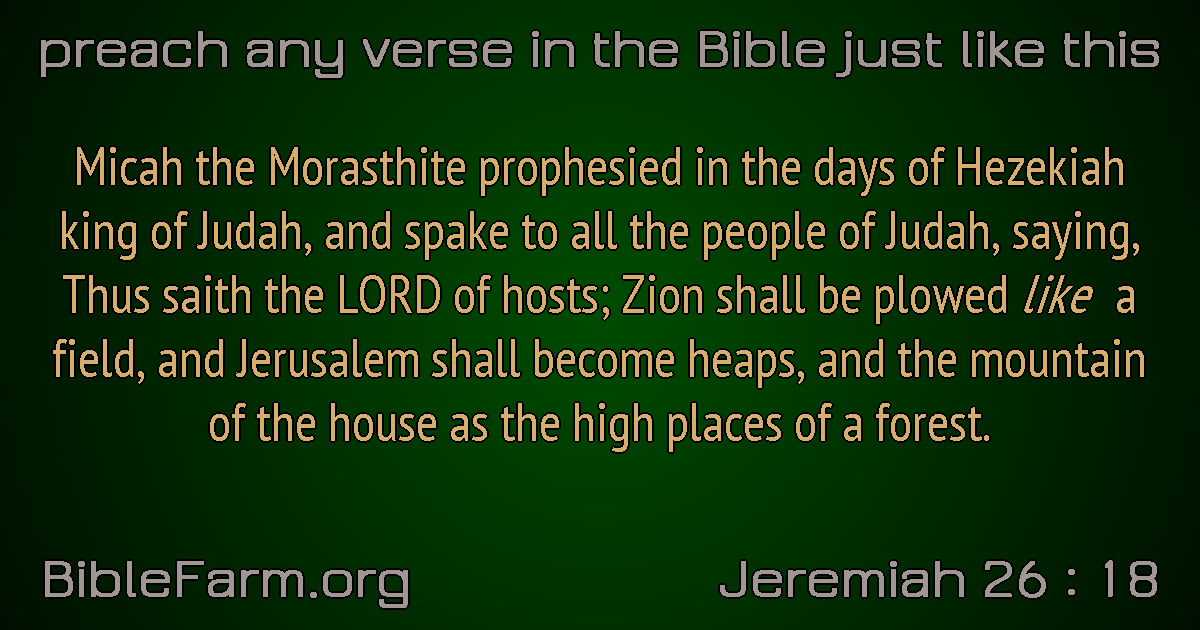 preach any verse in the Bible just like this
Micah the Morasthite prophesied in the days of Hezekiah
king of Judah, and spake to all the people of Judah, saying,
Thus saith the LORD of hosts; Zion shall be plowed like a
field, and Jerusalem shall become heaps, and the mountain
of the house as the high places of a forest.
BibleFarm.org
Jeremiah 26 : 18